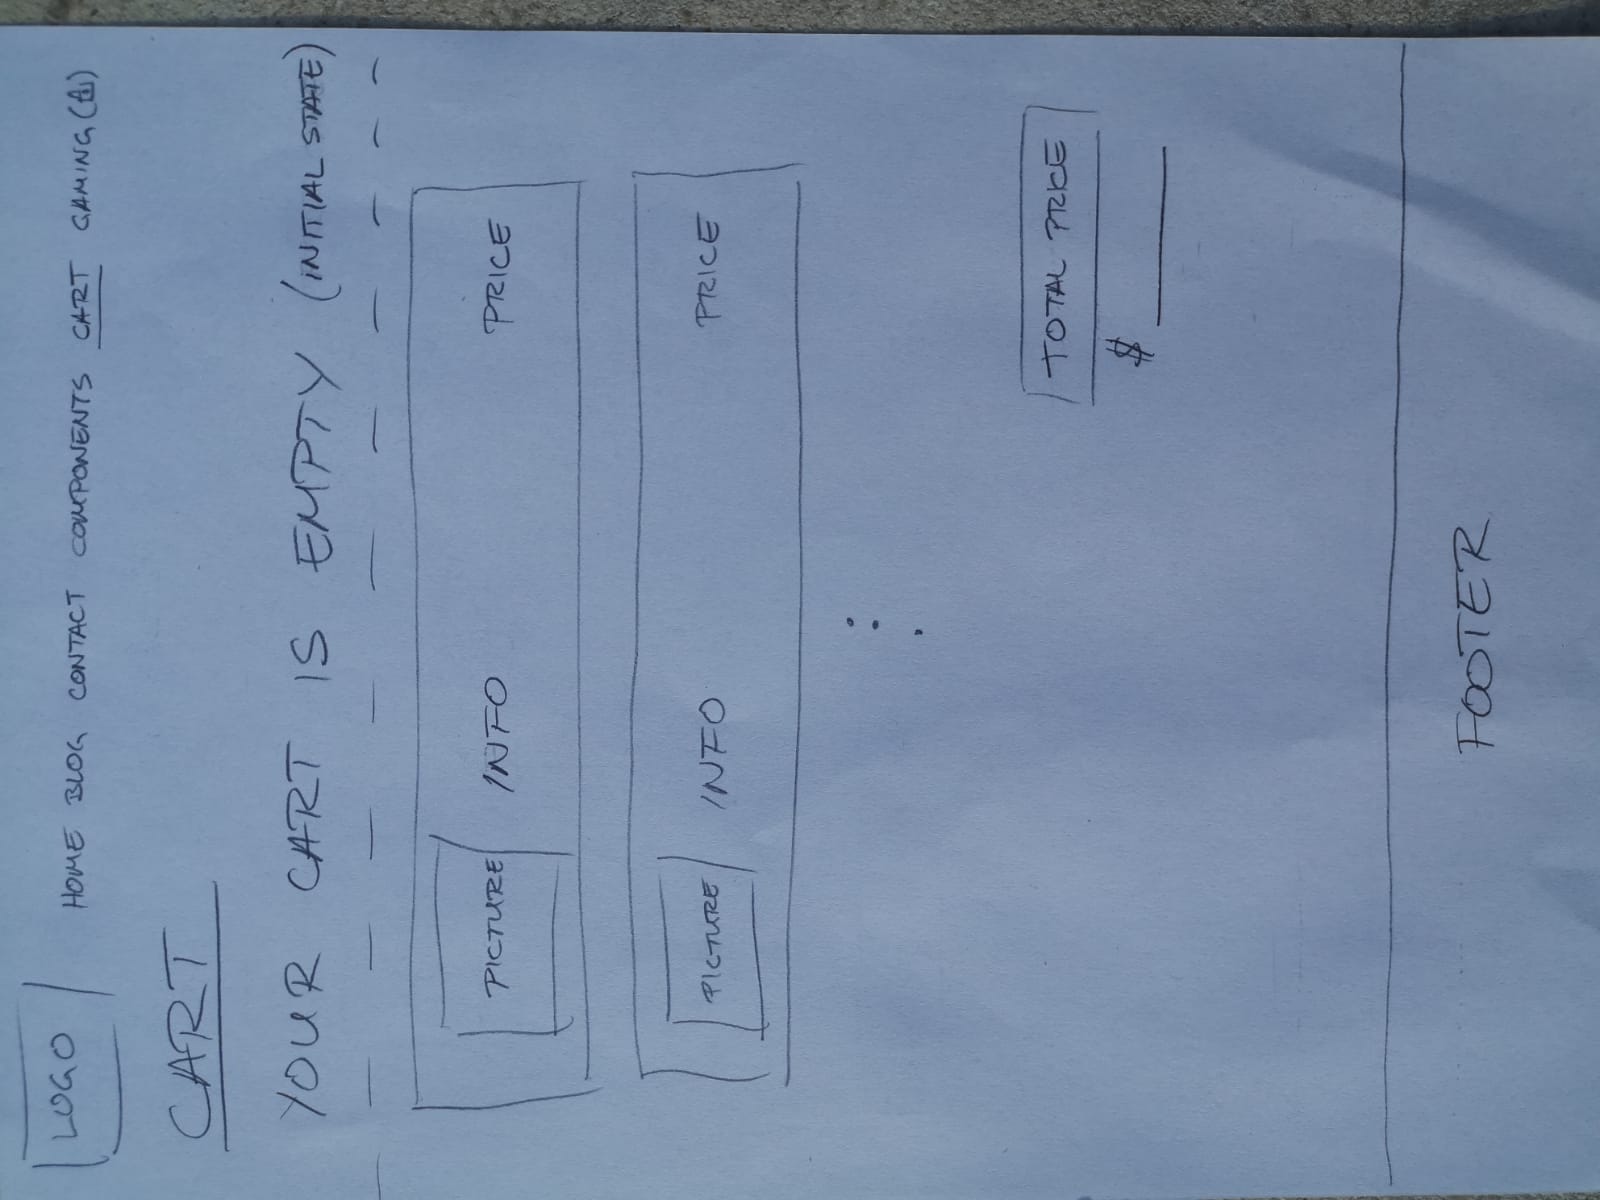 LOGO HOME BLOG CONTACT COMPONENTS CART GAMING
CART
YOUR CART IS EMPTY (INITIAL STATE)
PICTURE INFO PRICE
PICTURE INFO PRICE
TOTAL PRICE
$
FOOTER